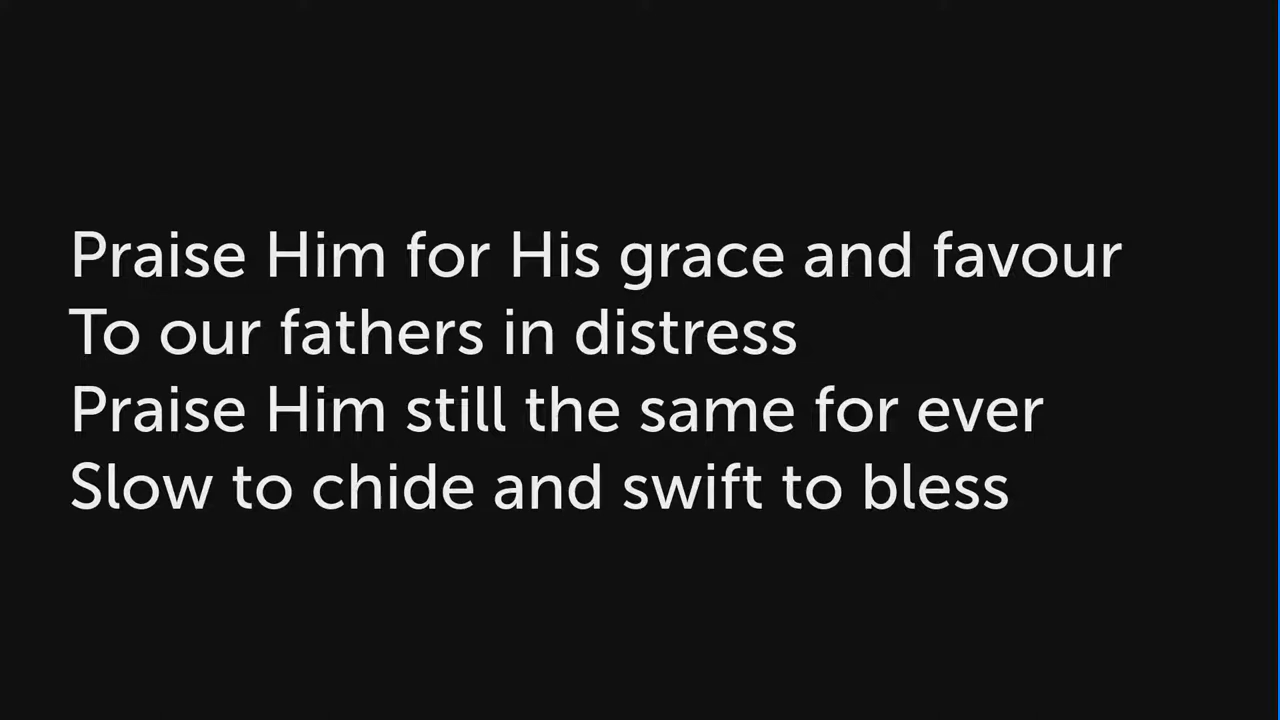 Praise Him for His grace and favour
To our fathers in distress
Praise Him still the same for ever
Slow to chide and swift to bless